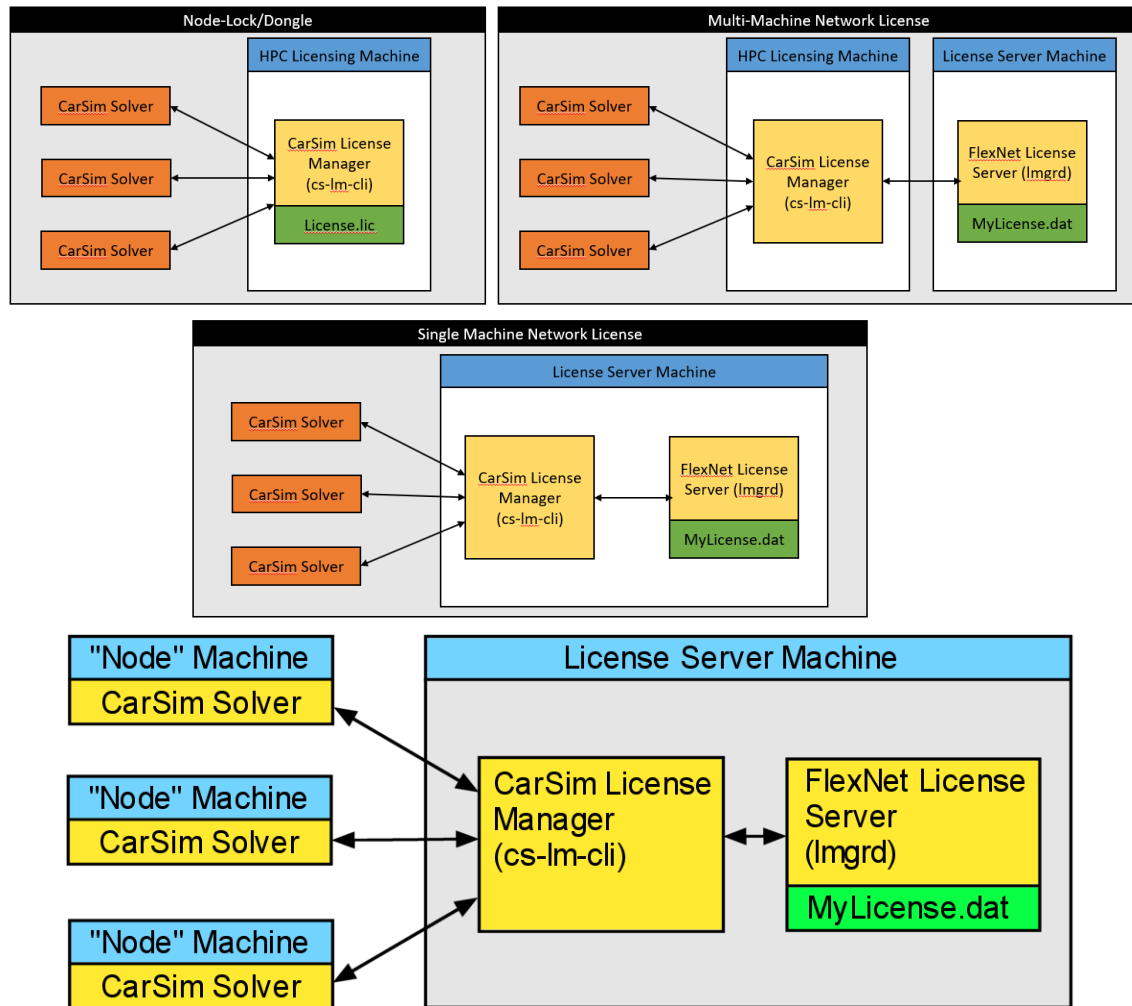 Node-Lock/Dongle
HPC Licensing Machine
CarSim Solver
CarSim Solver
CarSim Solver
CarSim License
Manager
(cs-lm-cli)
License.lic
Multi-Machine Network License
HPC Licensing Machine
License Server Machine
CarSim Solver
CarSim Solver
CarSim Solver
CarSim License
Manager
(cs-lm-cli)
FlexNet License
Server (lmgrd)
MyLicense.dat
Single Machine Network License
License Server Machine
CarSim Solver
CarSim Solver
CarSim Solver
CarSim License
Manager
(cs-lm-cli)
FlexNet License
Server (lmgrd)
MyLicense.dat
"Node" Machine
CarSim Solver
"Node" Machine
CarSim Solver
"Node" Machine
CarSim Solver
License Server Machine
CarSim License
Manager
(cs-lm-cli)
FlexNet License
Server
(lmgrd)
MyLicense.dat